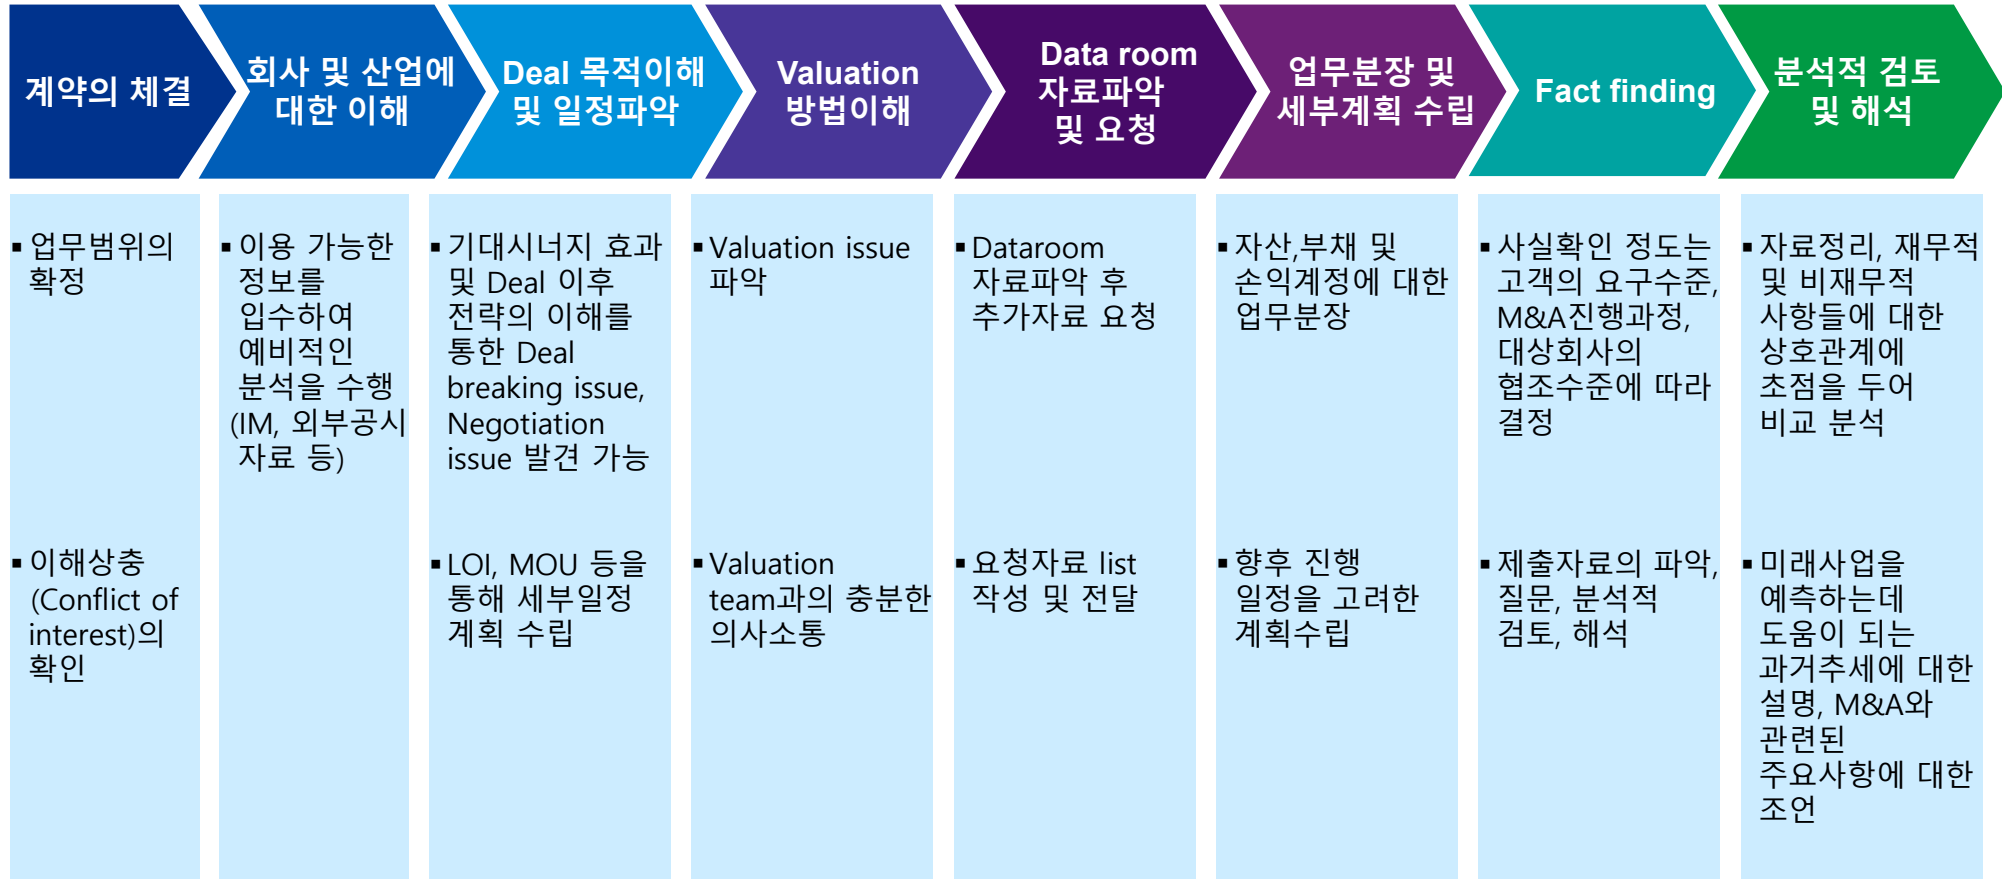 계약의 체결
회사 및 산업에
대한 이해
Deal 목적이해
및 일정파악
Valuation
방법이해
Data room
자료파악
및 요청
업무분장 및
세부계획 수립
Fact finding
분석적 검토
및 해석
▪ 업무범위의
확정
▪ 이해상충
(Conflict of
interest)의
확인
▪ 이용 가능한
정보를
입수하여
예비적인
분석을 수행
(IM, 외부공시
자료 등)
▪ 기대시너지 효과
및 Deal 이후
전략의 이해를
통한 Deal
breaking issue,
Negotiation
issue 발견 가능
▪ LOI, MOU 등을
통해 세부일정
계획 수립
▪ Valuation issue
파악
▪ Valuation
team과의 충분한
의사소통
▪ Dataroom
자료파악 후
추가자료 요청
▪ 요청자료 list
작성 및 전달
▪ 자산,부채 및
손익계정에 대한
업무분장
▪ 향후 진행
일정을 고려한
계획수립
▪ 사실확인 정도는
고객의 요구수준,
M&A진행과정,
대상회사의
협조수준에 따라
결정
▪ 제출자료의 파악,
질문, 분석적
검토, 해석
▪ 자료정리, 재무적
및 비재무적
사항들에 대한
상호관계에
초점을 두어
비교 분석
▪ 미래사업을
예측하는데
도움이 되는
과거추세에 대한
설명, M&A와
관련된
주요사항에 대한
조언